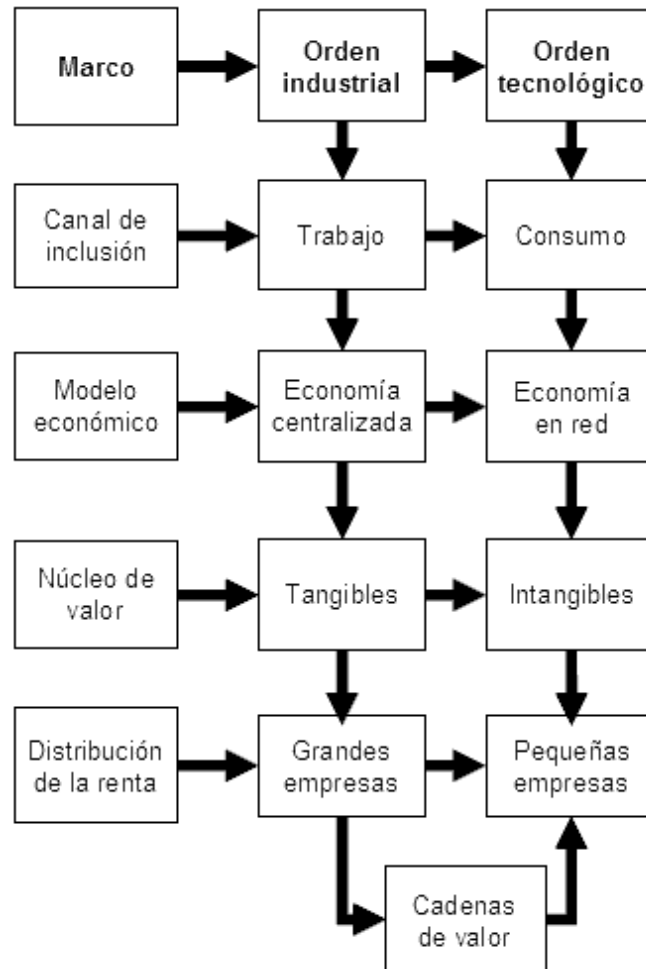 Marco
Orden
industrial
Orden
tecnológico
Canal de
inclusión
Trabajo
Consumo
Modelo
económico
Economía
centralizada
Economía
en red
Núcleo de
valor
Tangibles
Intangibles
Distribución
de la renta
Grandes
empresas
Pequeñas
empresas
Cadenas
de valor